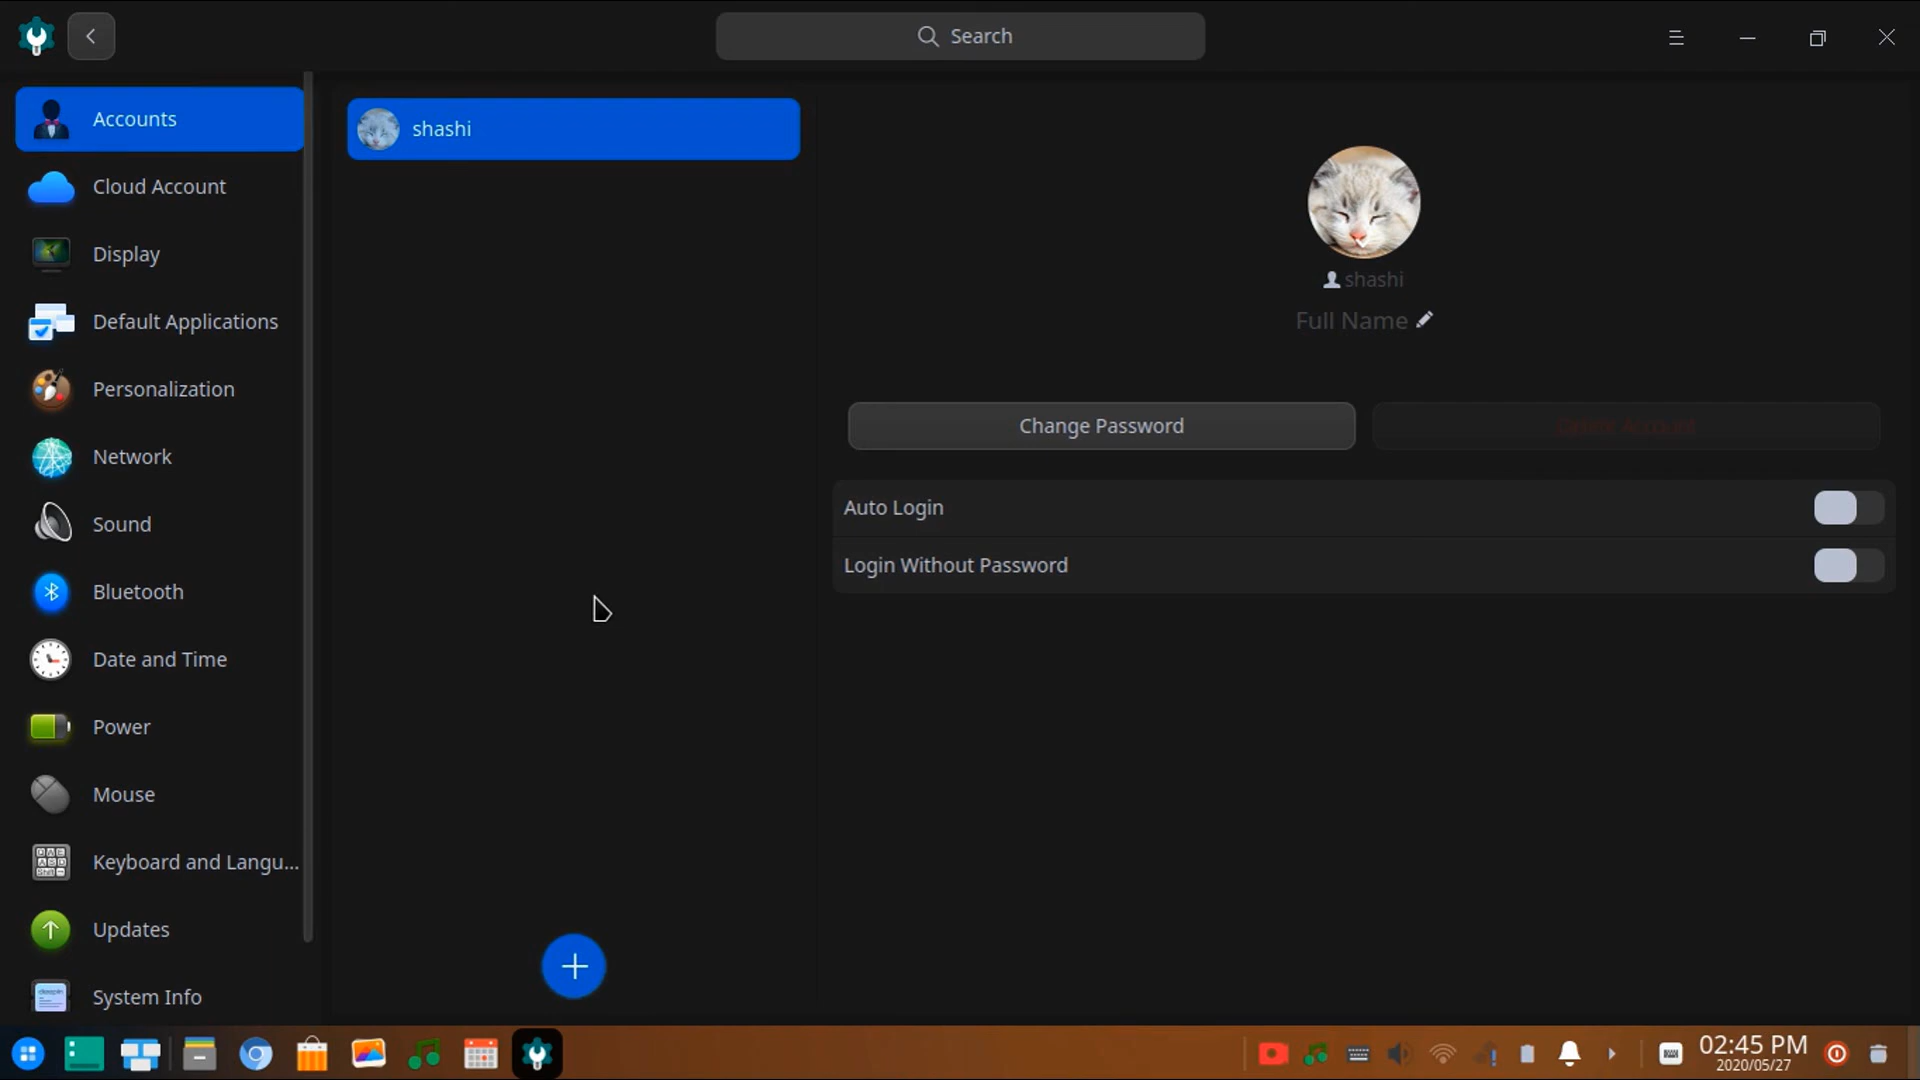 Search
Accounts
Cloud Account
Display
Default Applications
Personalization
Network
Sound
Bluetooth
Date and Time
Power
Mouse
Keyboard and Langu...
Updates
System Info
shashi
shashi
Full Name
Change Password
Delete Account
Auto Login
Login Without Password
02:45 PM
2020/05/27